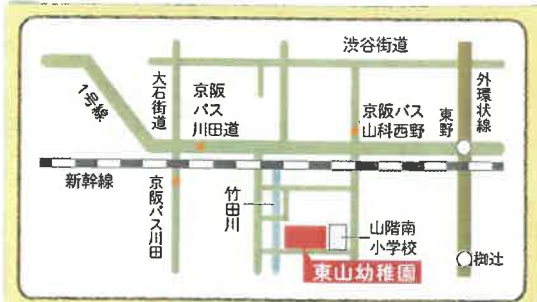 渋谷街道
1号線
大石街道
京阪
バス
川田道
京阪バス
山科西野
東野
外環状線
新幹線
京阪バス川田
竹田川
山階南
小学校
東山幼稚園
椥辻